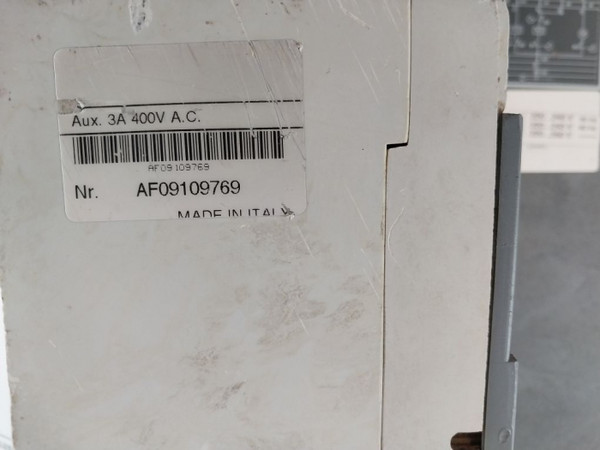 Aux. 3A 400V A.C.
AF09109769
Nr. AF09109769
MADE IN ITALY